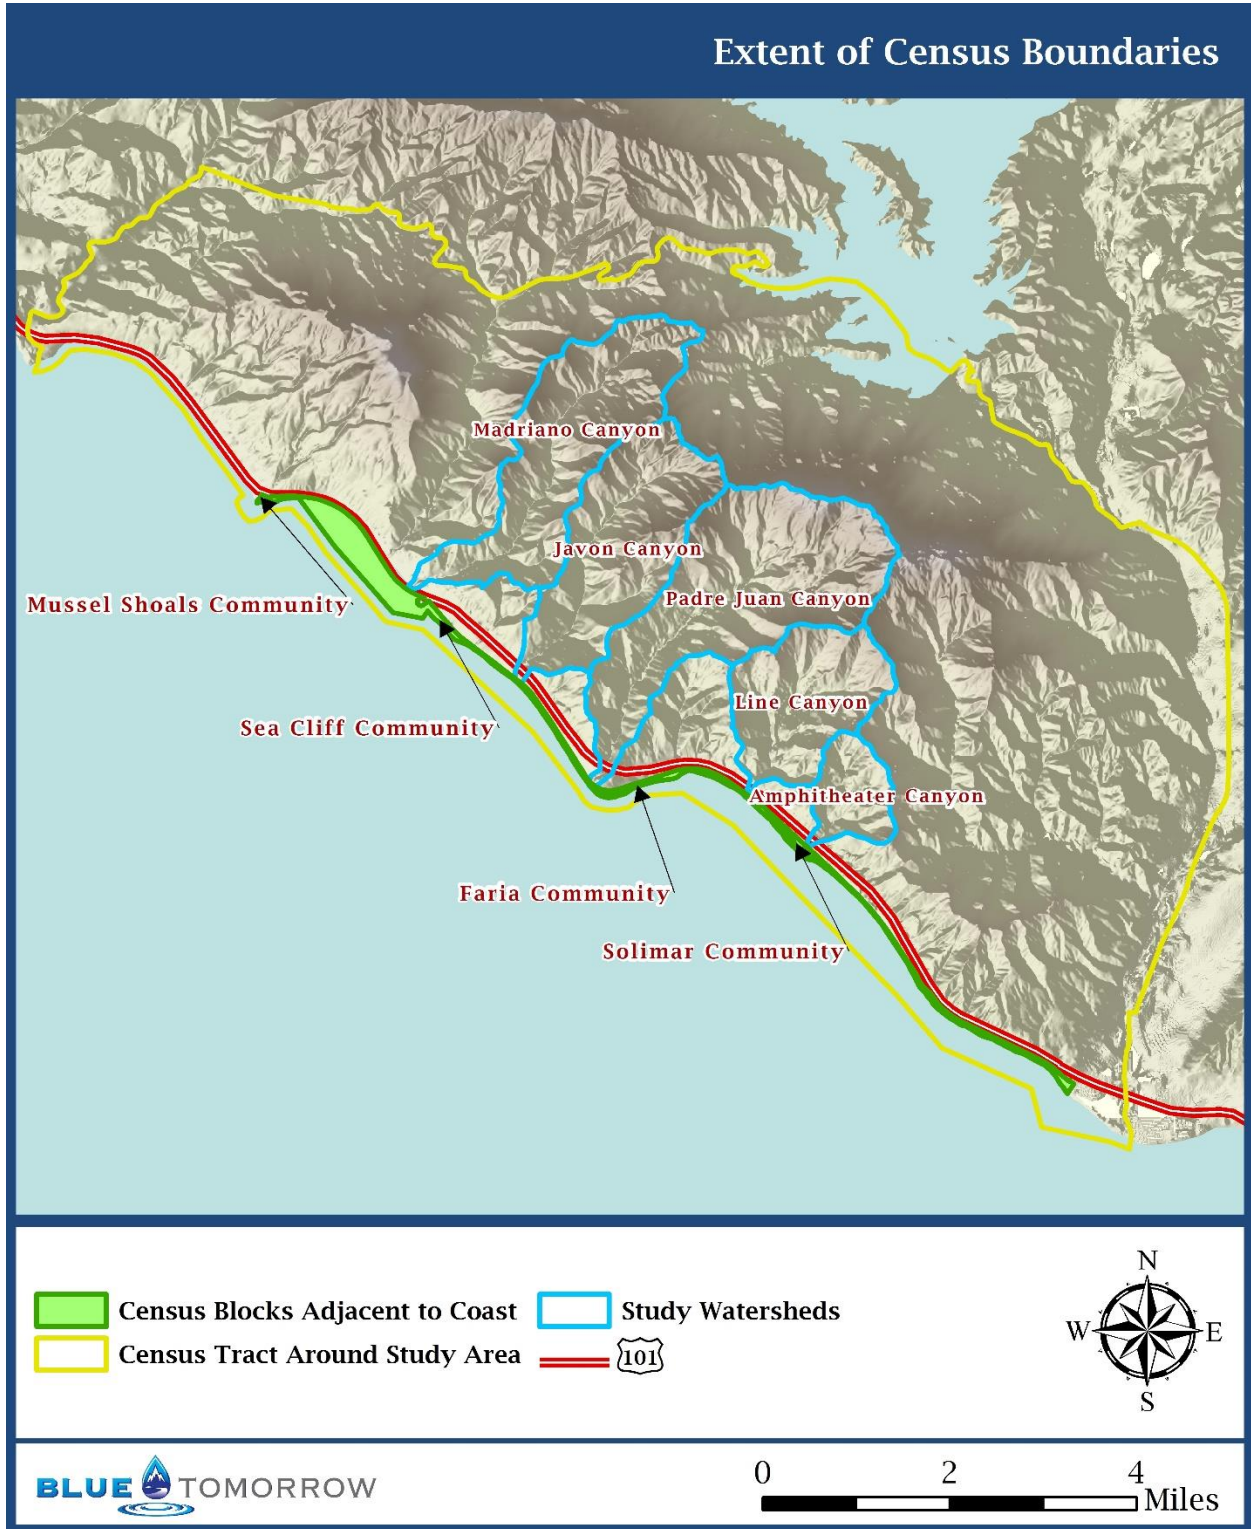 Extent of Census Boundaries
Madriano Canyon
Javon Canyon
Padre Juan Canyon
Mussel Shoals Community
Line Canyon
Sea Cliff Community
Amphitheater Canyon
Faria Community
Solimar Community
Census Blocks Adjacent to Coast
Study Watersheds
Census Tract Around Study Area
101
N
W
E
S
BLUE TOMORROW
0 2 4
Miles